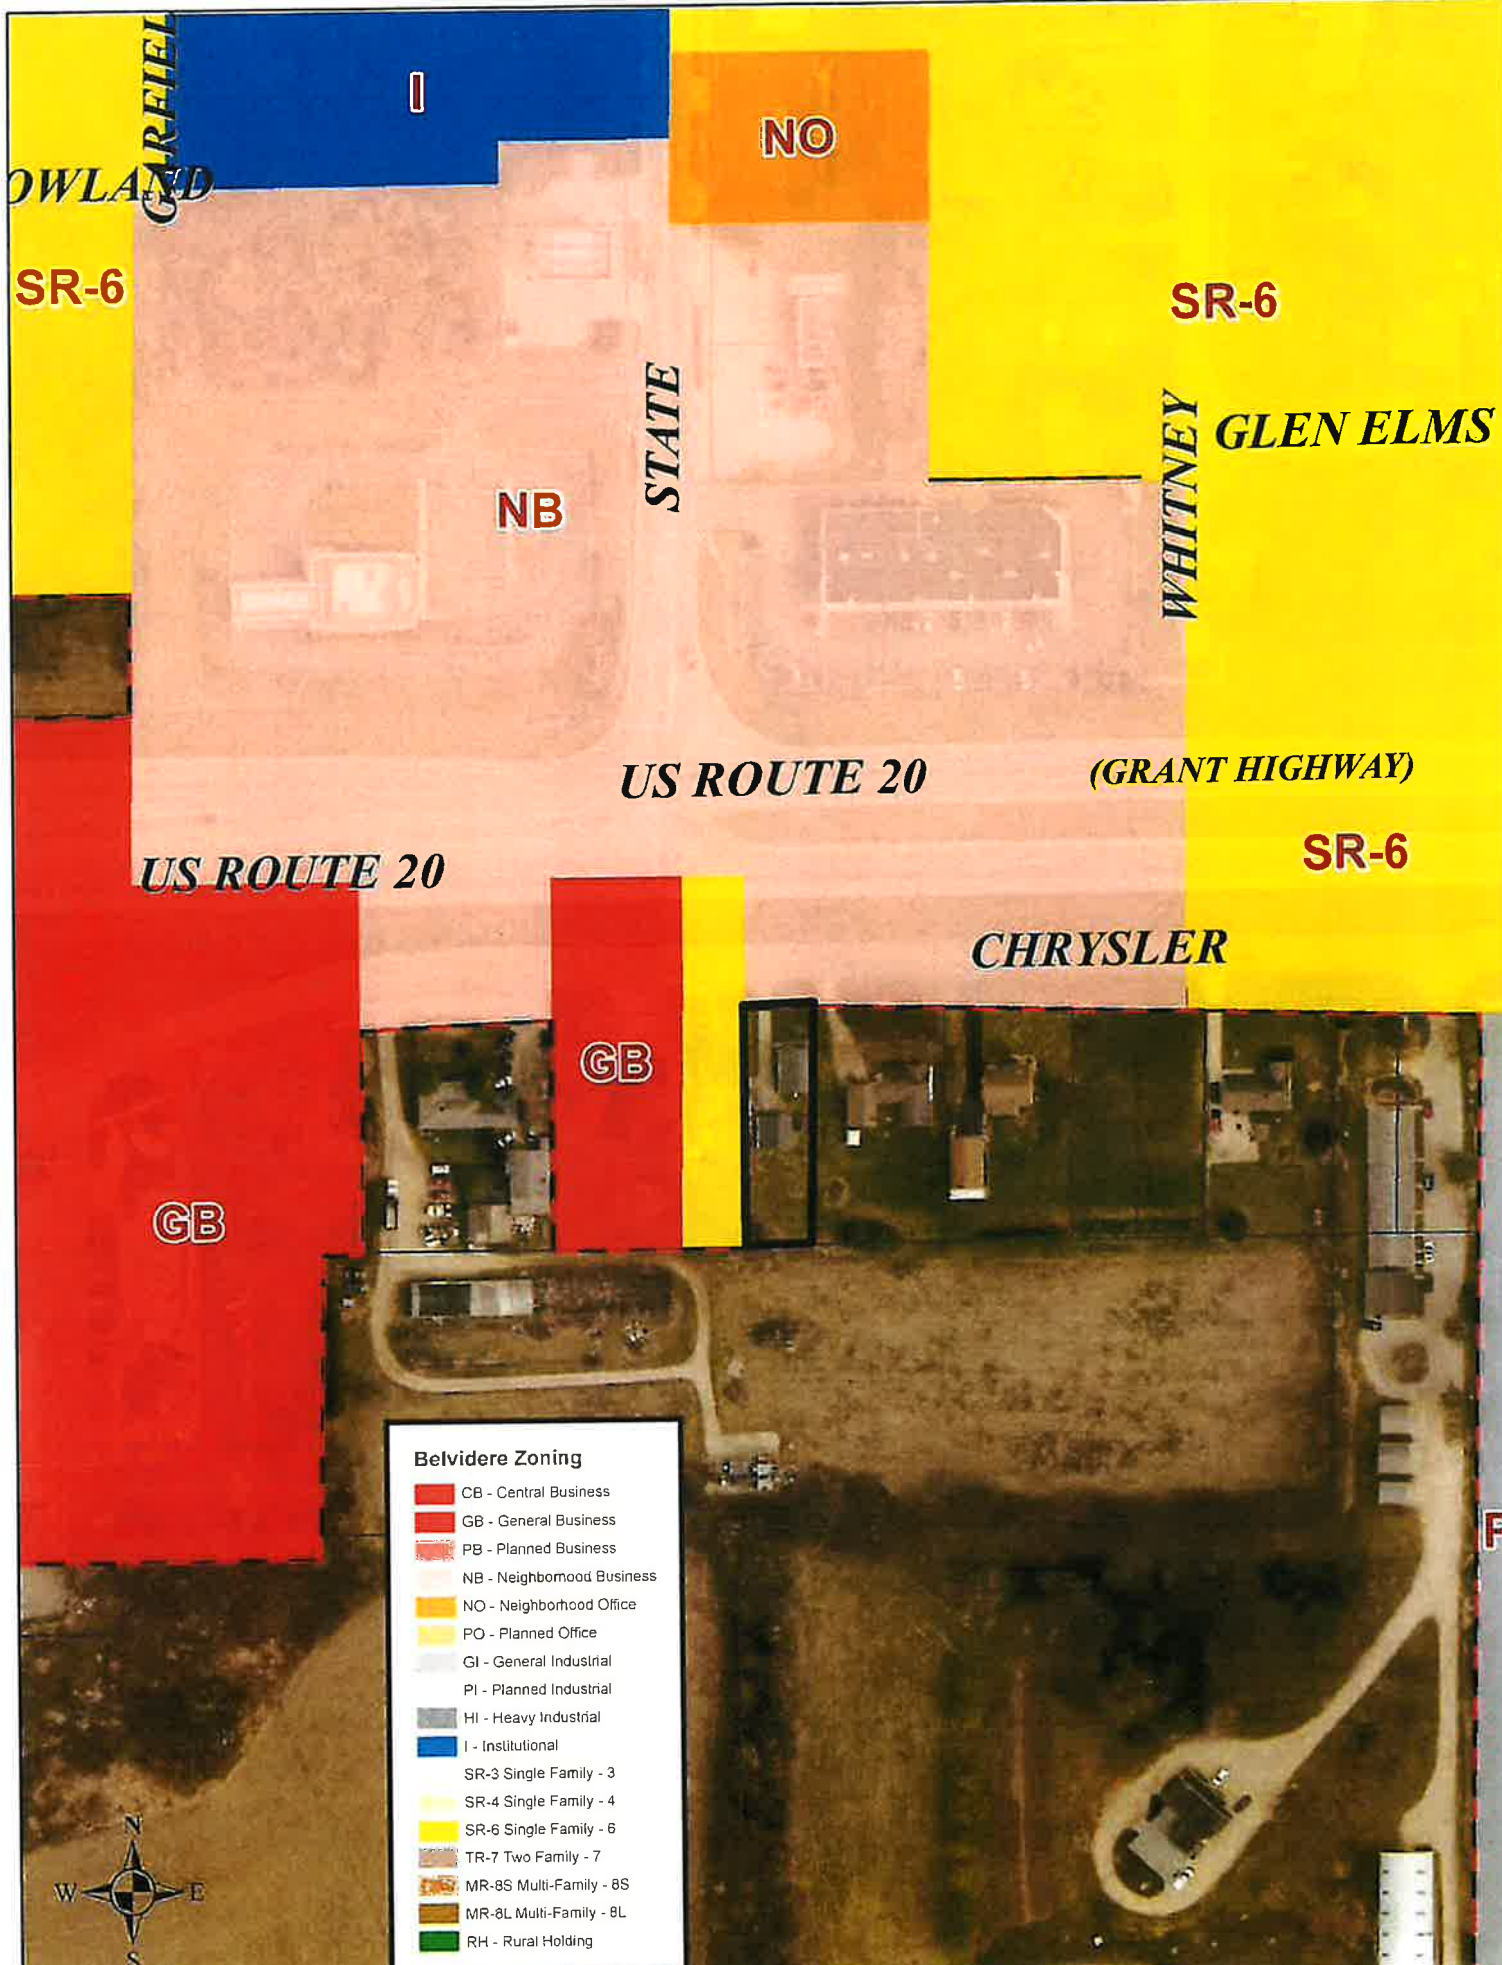 GARFIEL
I
NO
OWLAND
SR-6
SR-6
STATE
WHITNEY
GLEN ELMS
NB
US ROUTE 20
(GRANT HIGHWAY)
US ROUTE 20
SR-6
CHRYSLER
GB
GB
Belvidere Zoning
CB - Central Business
GB - General Business
PB - Planned Business
NB - Neighborhood Business
NO - Neighborhood Office
PO - Planned Office
GI - General Industrial
PI - Planned Industrial
HI - Heavy Industrial
I - Institutional
SR-3 Single Family - 3
SR-4 Single Family - 4
SR-6 Single Family - 6
TR-7 Two Family - 7
MR-8S Multi-Family - 8S
MR-8L Multi-Family - 8L
RH - Rural Holding
N
W E
S